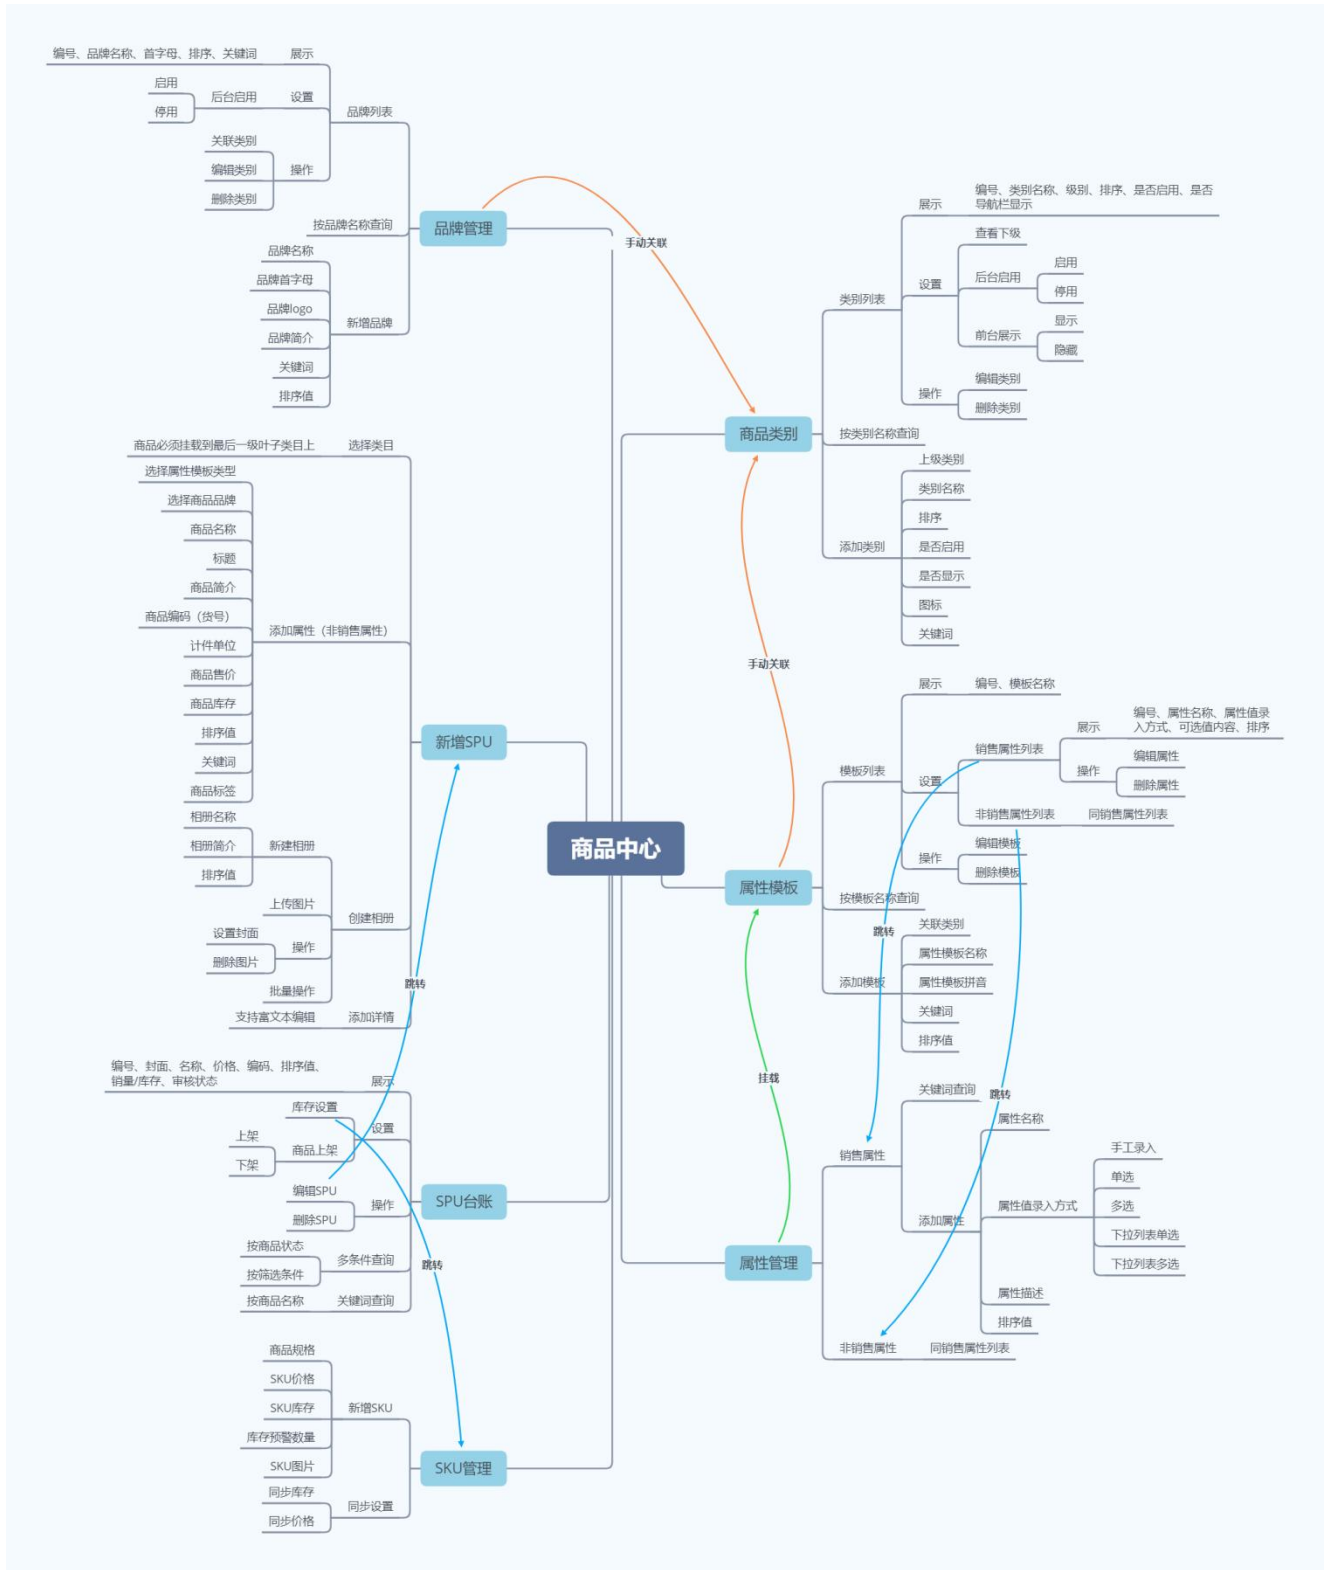 商品中心
品牌管理
品牌列表
展示
编号、品牌名称、首字母、排序、关键词
设置
后台启用
启用
停用
操作
关联类别
编辑类别
删除类别
按品牌名称查询
新增品牌
品牌名称
品牌首字母
品牌logo
品牌简介
关键词
排序值
手动关联
新增SPU
选择类目
商品必须挂载到最后一级叶子类目上
添加属性（非销售属性）
选择属性模板类型
选择商品品牌
商品名称
标题
商品简介
商品编码（货号）
计件单位
商品售价
商品库存
排序值
关键词
商品标签
创建相册
新建相册
相册名称
相册简介
排序值
上传图片
操作
设置封面
删除图片
批量操作
添加详情
支持富文本编辑
跳转
SPU台账
展示
编号、封面、名称、价格、编码、排序值、
销量/库存、审核状态
设置
库存设置
商品上架
上架
下架
操作
编辑SPU
删除SPU
多条件查询
按商品状态
按筛选条件
关键词查询
按商品名称
跳转
SKU管理
新增SKU
商品规格
SKU价格
SKU库存
库存预警数量
SKU图片
同步设置
同步库存
同步价格
商品类别
类别列表
展示
编号、类别名称、级别、排序、是否启用、是否
导航栏显示
设置
查看下级
后台启用
启用
停用
前台展示
显示
隐藏
操作
编辑类别
删除类别
按类别名称查询
添加类别
上级类别
类别名称
排序
是否启用
是否显示
图标
关键词
手动关联
属性模板
模板列表
展示
编号、模板名称
设置
销售属性列表
展示
编号、属性名称、属性值录
入方式、可选值内容、排序
操作
编辑属性
删除属性
非销售属性列表
同销售属性列表
操作
编辑模板
删除模板
按模板名称查询
添加模板
关联类别
属性模板名称
属性模板拼音
关键词
排序值
跳转
挂载
跳转
属性管理
销售属性
关键词查询
添加属性
属性名称
属性值录入方式
手工录入
单选
多选
下拉列表单选
下拉列表多选
属性描述
排序值
非销售属性
同销售属性列表